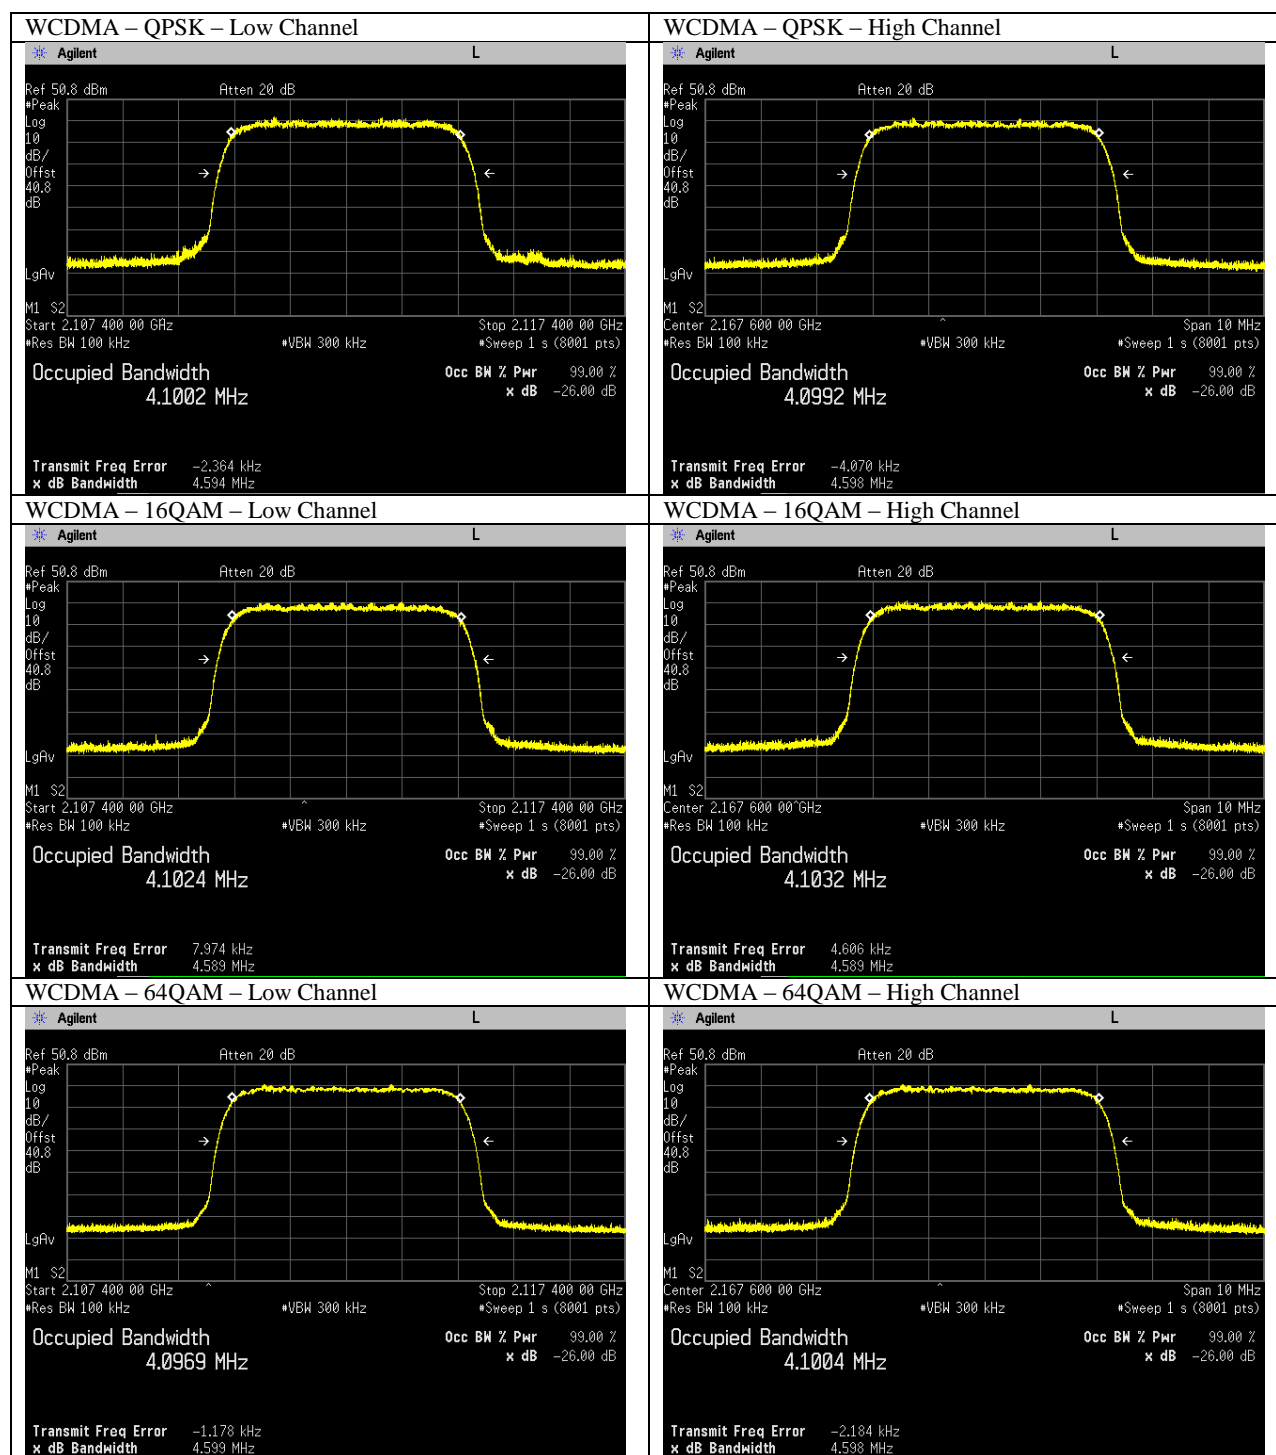 WCDMA – QPSK – Low Channel
Agilent L
Ref 50.8 dBm Atten 20 dB
#Peak
Log
10
dB/
Offst
40.8
dB
LgAv
M1 S2
Start 2.107 400 00 GHz Stop 2.117 400 00 GHz
#Res BW 100 kHz #VBW 300 kHz #Sweep 1 s (8001 pts)
Occupied Bandwidth Occ BW % Pwr 99.00 %
4.1002 MHz x dB -26.00 dB
Transmit Freq Error -2.364 kHz
x dB Bandwidth 4.594 MHz
WCDMA – QPSK – High Channel
Agilent L
Ref 50.8 dBm Atten 20 dB
#Peak
Log
10
dB/
Offst
40.8
dB
LgAv
M1 S2
Center 2.167 600 00 GHz Span 10 MHz
#Res BW 100 kHz #VBW 300 kHz #Sweep 1 s (8001 pts)
Occupied Bandwidth Occ BW % Pwr 99.00 %
4.0992 MHz x dB -26.00 dB
Transmit Freq Error -4.070 kHz
x dB Bandwidth 4.598 MHz
WCDMA – 16QAM – Low Channel
Agilent L
Ref 50.8 dBm Atten 20 dB
#Peak
Log
10
dB/
Offst
40.8
dB
LgAv
M1 S2
Start 2.107 400 00 GHz Stop 2.117 400 00 GHz
#Res BW 100 kHz #VBW 300 kHz #Sweep 1 s (8001 pts)
Occupied Bandwidth Occ BW % Pwr 99.00 %
4.1024 MHz x dB -26.00 dB
Transmit Freq Error 7.974 kHz
x dB Bandwidth 4.589 MHz
WCDMA – 16QAM – High Channel
Agilent L
Ref 50.8 dBm Atten 20 dB
#Peak
Log
10
dB/
Offst
40.8
dB
LgAv
M1 S2
Center 2.167 600 00 GHz Span 10 MHz
#Res BW 100 kHz #VBW 300 kHz #Sweep 1 s (8001 pts)
Occupied Bandwidth Occ BW % Pwr 99.00 %
4.1032 MHz x dB -26.00 dB
Transmit Freq Error 4.606 kHz
x dB Bandwidth 4.589 MHz
WCDMA – 64QAM – Low Channel
Agilent L
Ref 50.8 dBm Atten 20 dB
#Peak
Log
10
dB/
Offst
40.8
dB
LgAv
M1 S2
Start 2.107 400 00 GHz Stop 2.117 400 00 GHz
#Res BW 100 kHz #VBW 300 kHz #Sweep 1 s (8001 pts)
Occupied Bandwidth Occ BW % Pwr 99.00 %
4.0969 MHz x dB -26.00 dB
Transmit Freq Error -1.178 kHz
x dB Bandwidth 4.599 MHz
WCDMA – 64QAM – High Channel
Agilent L
Ref 50.8 dBm Atten 20 dB
#Peak
Log
10
dB/
Offst
40.8
dB
LgAv
M1 S2
Center 2.167 600 00 GHz Span 10 MHz
#Res BW 100 kHz #VBW 300 kHz #Sweep 1 s (8001 pts)
Occupied Bandwidth Occ BW % Pwr 99.00 %
4.1004 MHz x dB -26.00 dB
Transmit Freq Error -2.184 kHz
x dB Bandwidth 4.598 MHz